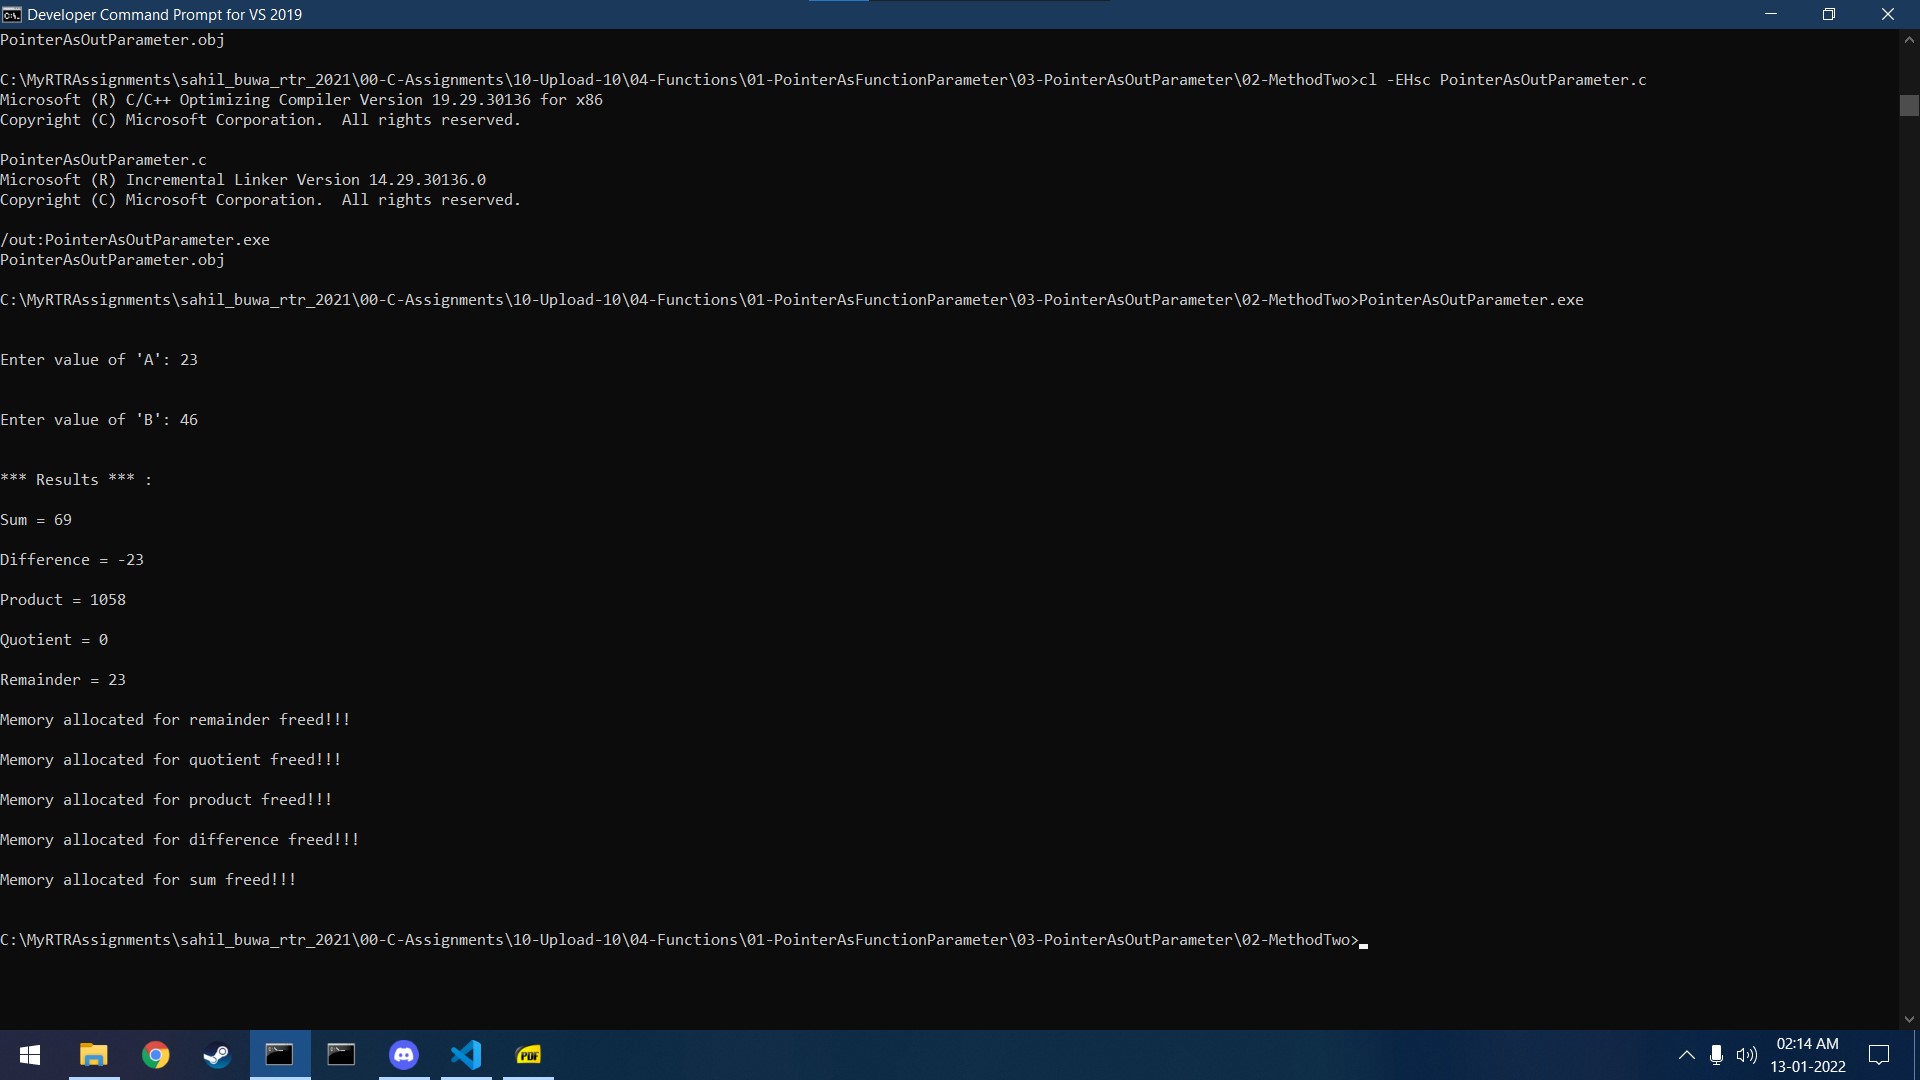 Developer Command Prompt for VS 2019
PointerAsOutParameter.obj
C:\MyRTRAssignments\sahil_buwa_rtr_2021\00-C-Assignments\10-Upload-10\04-Functions\01-PointerAsFunctionParameter\03-PointerAsOutParameter\02-MethodTwo>cl -EHsc PointerAsOutParameter.c
Microsoft (R) C/C++ Optimizing Compiler Version 19.29.30136 for x86
Copyright (C) Microsoft Corporation.  All rights reserved.
PointerAsOutParameter.c
Microsoft (R) Incremental Linker Version 14.29.30136.0
Copyright (C) Microsoft Corporation.  All rights reserved.
/out:PointerAsOutParameter.exe
PointerAsOutParameter.obj
C:\MyRTRAssignments\sahil_buwa_rtr_2021\00-C-Assignments\10-Upload-10\04-Functions\01-PointerAsFunctionParameter\03-PointerAsOutParameter\02-MethodTwo>PointerAsOutParameter.exe
Enter value of 'A': 23
Enter value of 'B': 46
*** Results *** :
Sum = 69
Difference = -23
Product = 1058
Quotient = 0
Remainder = 23
Memory allocated for remainder freed!!!
Memory allocated for quotient freed!!!
Memory allocated for product freed!!!
Memory allocated for difference freed!!!
Memory allocated for sum freed!!!
C:\MyRTRAssignments\sahil_buwa_rtr_2021\00-C-Assignments\10-Upload-10\04-Functions\01-PointerAsFunctionParameter\03-PointerAsOutParameter\02-MethodTwo>
PDF
02:14 AM
13-01-2022